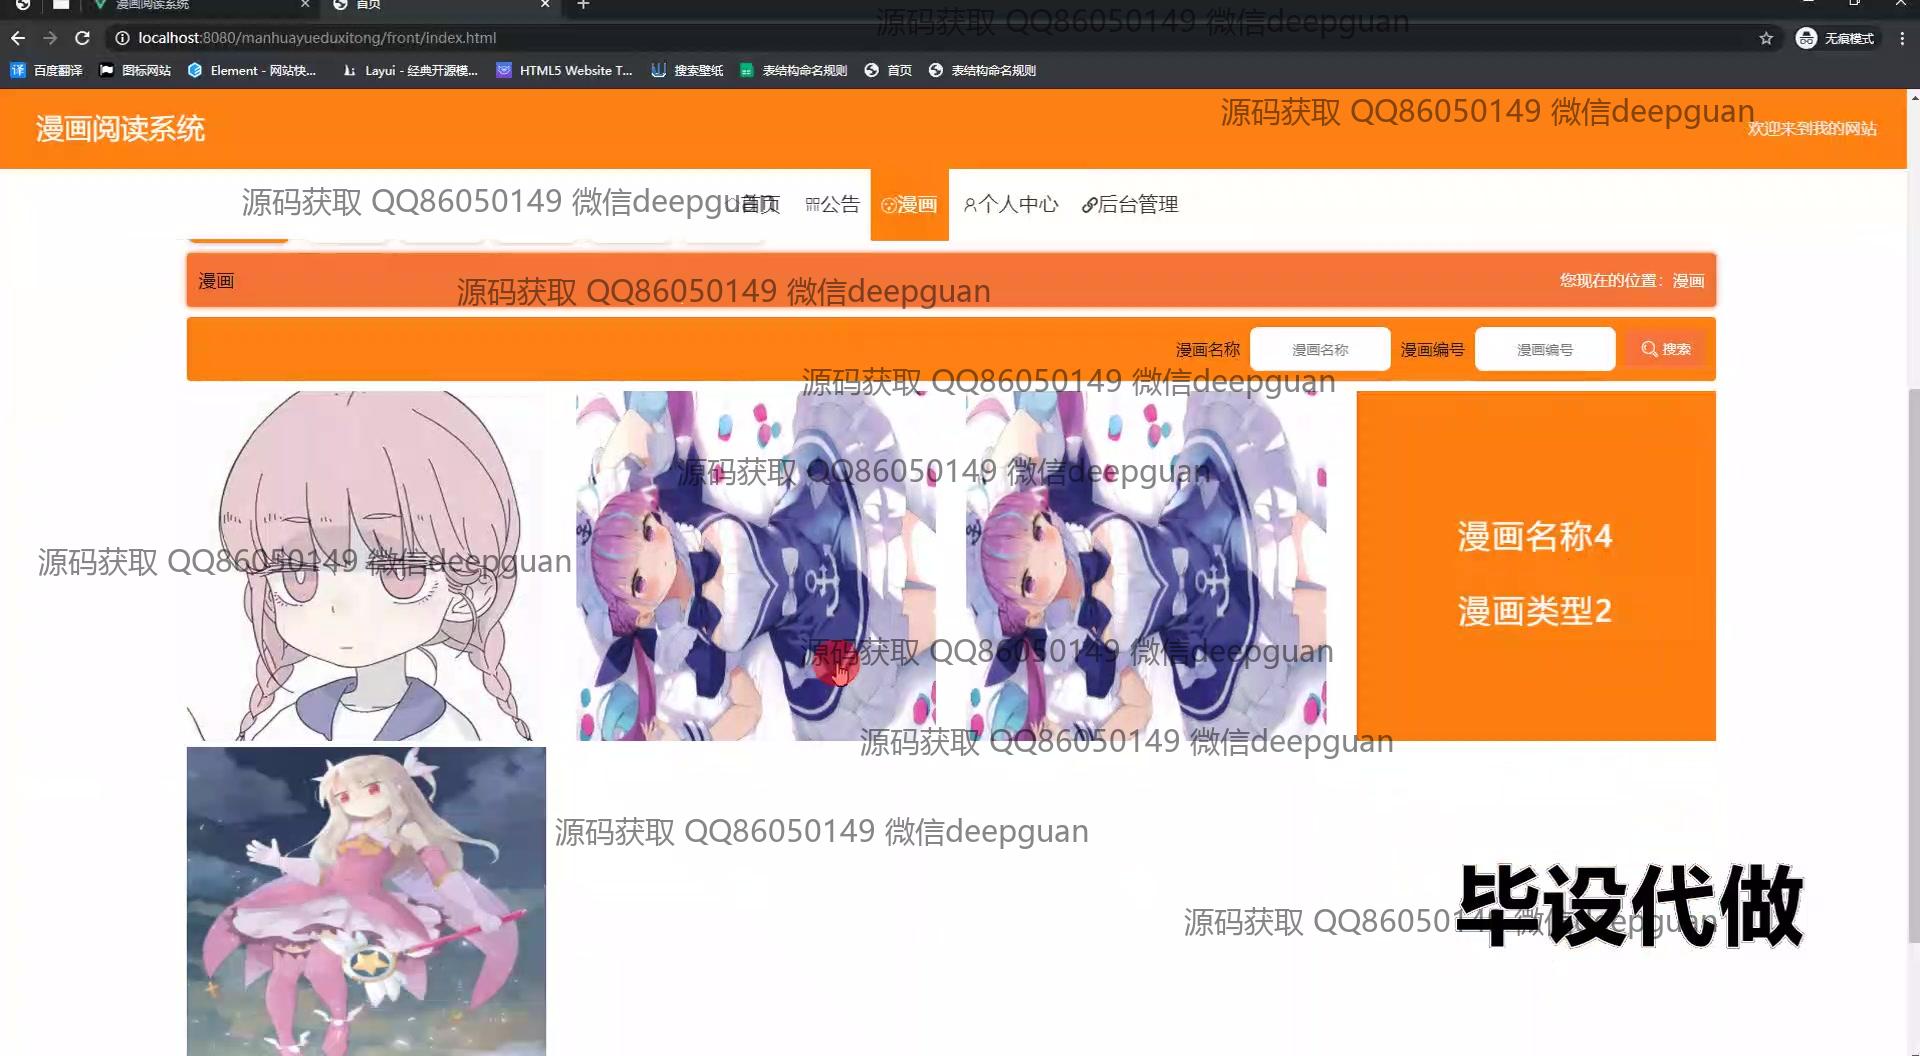 漫画阅读系统
首页
源码获取 QQ86050149 微信deepguan
localhost:8080/manhuayueduxitong/front/index.html
无痕模式
百度翻译
图标网站
Element - 网站快...
Layui - 经典开源模...
HTML5 Website T...
搜索壁纸
表结构命名规则
首页
表结构命名规则
漫画阅读系统
源码获取 QQ86050149 微信deepguan
欢迎来到我的网站
源码获取 QQ86050149 微信deepguan
首页
公告
漫画
个人中心
后台管理
漫画
源码获取 QQ86050149 微信deepguan
您现在的位置：漫画
漫画名称
漫画名称
漫画编号
漫画编号
搜索
源码获取 QQ86050149 微信deepguan
源码获取 QQ86050149 微信deepguan
漫画名称4
源码获取 QQ86050149 微信deepguan
漫画类型2
源码获取 QQ86050149 微信deepguan
源码获取 QQ86050149 微信deepguan
源码获取 QQ86050149 微信deepguan
源码获取 QQ86050149 微信deepguan
毕设代做